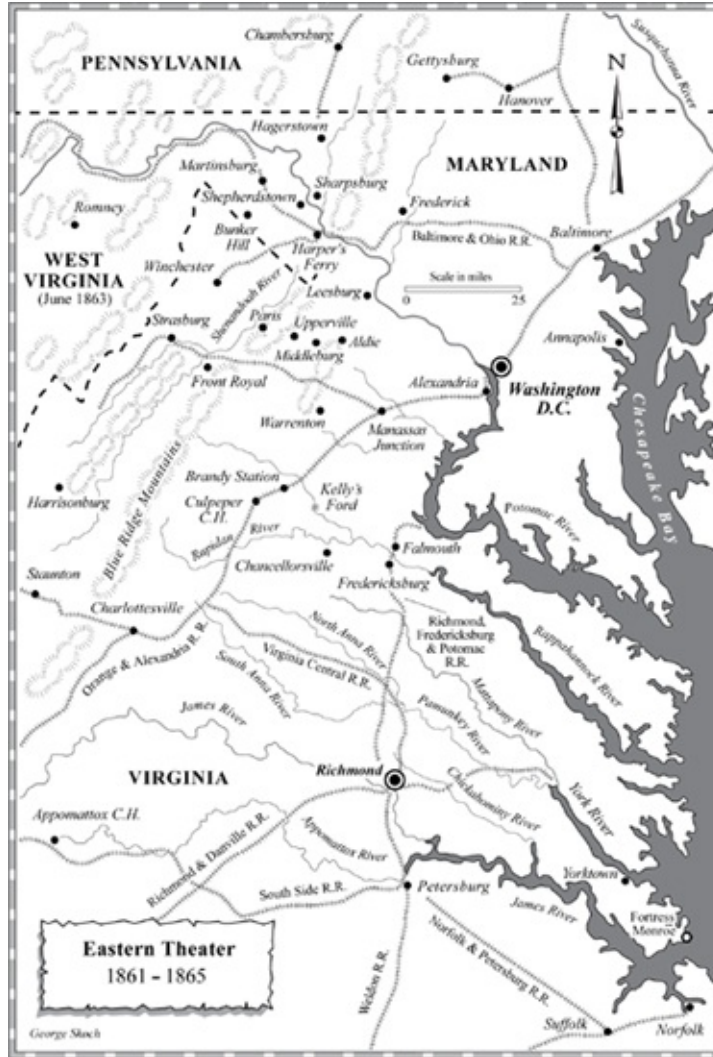 Chambersburg
Gettysburg
PENNSYLVANIA
Hanover
Susquehanna River
N
Hagerstown
MARYLAND
Martinsburg
Sharpsburg
Shepherdstown
Frederick
Romney
Bunker
Hill
Baltimore & Ohio R.R.
Baltimore
WEST
VIRGINIA
(June 1863)
Harper's
Ferry
Winchester
Scale in miles
0 25
Leesburg
Shenandoah River
Strasburg
Paris
Upperville
Aldie
Middleburg
Annapolis
Front Royal
Alexandria
Washington
D.C.
Warrenton
Manassas
Junction
Chesapeake Bay
Brandy Station
Harrisonburg
Culpeper
C.H.
Kelly's
Ford
Blue Ridge Mountains
Rapidan River
Potomac River
Chancellorsville
Falmouth
Fredericksburg
Staunton
Charlottesville
Orange & Alexandria R.R.
North Anna River
Richmond,
Fredericksburg
& Potomac
R.R.
Virginia Central R.R.
South Anna River
Rappahannock River
Mattapony River
Pamunkey River
James River
VIRGINIA
Richmond
Chickahominy River
York River
Appomattox C.H.
Richmond & Danville R.R.
Appomattox River
South Side R.R.
Petersburg
Yorktown
James River
Fortress
Monroe
Norfolk & Petersburg R.R.
Weldon R.R.
Eastern Theater
1861 – 1865
Suffolk
Norfolk
George Skoch